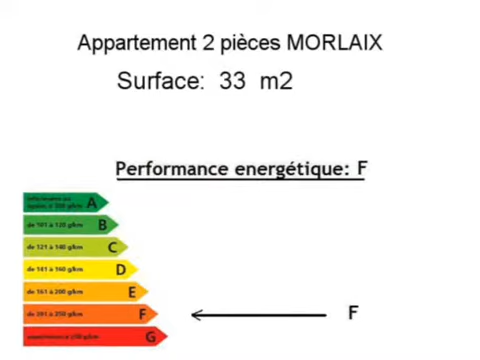 Appartement 2 pièces MORLAIX
Surface: 33 m2
Performance energétique: F
A
de 101 à 120 g/km B
de 121 à 140 g/km C
de 141 à 160 g/km D
de 161 à 200 g/km E
de 201 à 250 g/km F
F
G